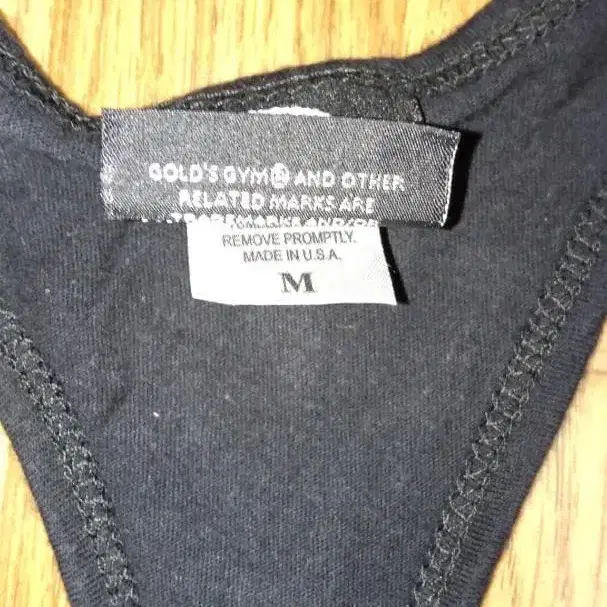 GOLD'S GYM® AND OTHER
RELATED MARKS ARE
REMOVE PROMPTLY.
MADE IN U.S.A.
M